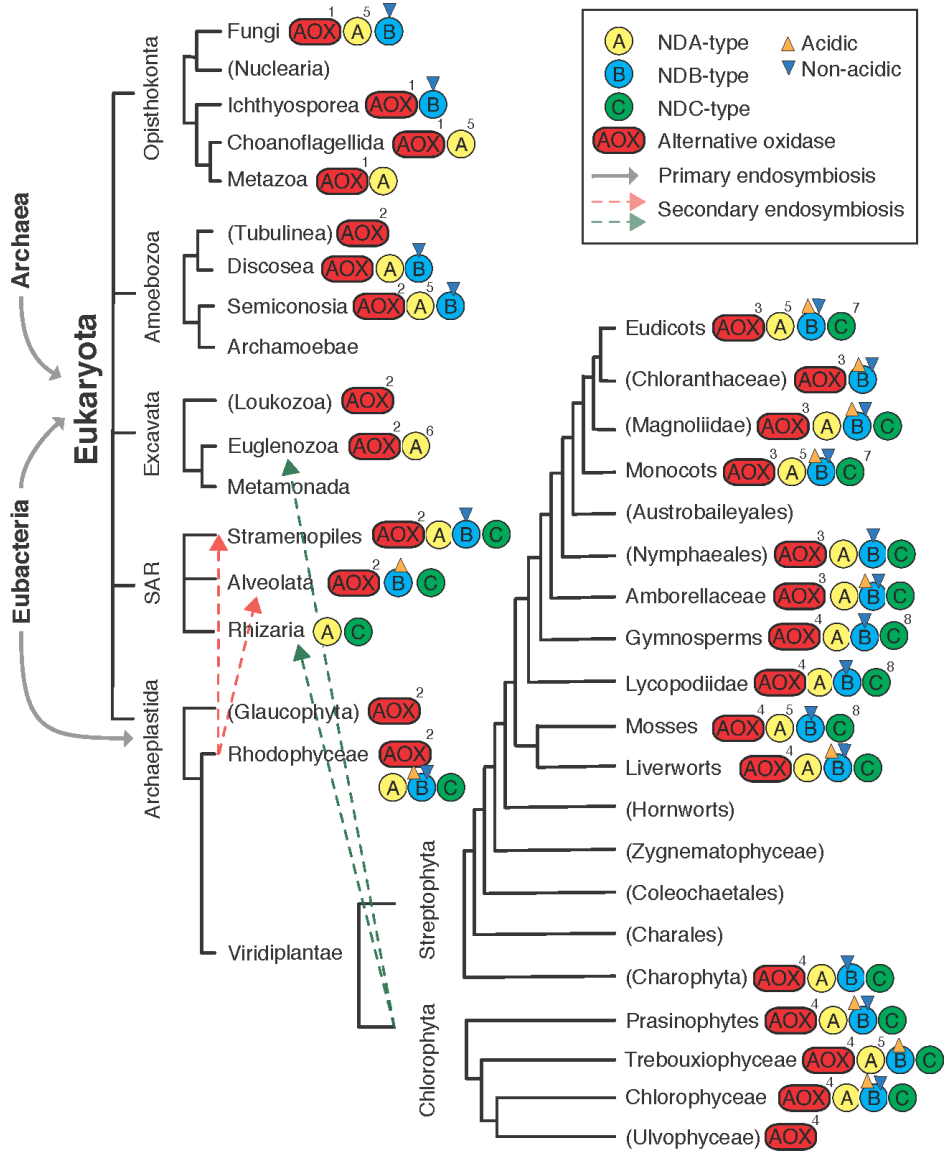 Archaea
Eubacteria
Eukaryota
Opisthokonta
Fungi AOX 1 A 5 B
(Nuclearia)
Ichthyosporea AOX 1 B
Choanoflagellida AOX 1 A 5
Metazoa AOX 1 A
Amoebozoa
(Tubulinea) AOX 2
Discosea AOX A B
Semiconosia AOX 2 A 5 B
Archamoebae
Excavata
(Loukozoa) AOX 2
Euglenozoa AOX 2 A 6
Metamonada
SAR
Stramenopiles AOX 2 A B C
Alveolata AOX 2 B C
Rhizaria A C
Archaeplastida
(Glaucophyta) AOX 2
Rhodophyceae AOX 2
A B C
Viridiplantae
A NDA-type Acidic
B NDB-type Non-acidic
C NDC-type
AOX Alternative oxidase
Primary endosymbiosis
Secondary endosymbiosis
Streptophyta
Eudicots AOX 3 A 5 B C 7
(Chloranthaceae) AOX 3 B
(Magnoliidae) AOX 3 A B C
Monocots AOX 3 A 5 B C 7
(Austrobaileyales)
(Nymphaeales) AOX 3 A B C
Amborellaceae AOX 3 A B C
Gymnosperms AOX 4 A B C 8
Lycopodiidae AOX 4 A B C 8
Mosses AOX 4 A 5 B C 8
Liverworts AOX 4 A B C
(Hornworts)
(Zygnematophyceae)
(Coleochaetales)
(Charales)
(Charophyta) AOX 4 A B C
Chlorophyta
Prasinophytes AOX 4 A B C
Trebouxiophyceae AOX 4 A 5 B C
Chlorophyceae AOX 4 A B C
(Ulvophyceae) AOX 4